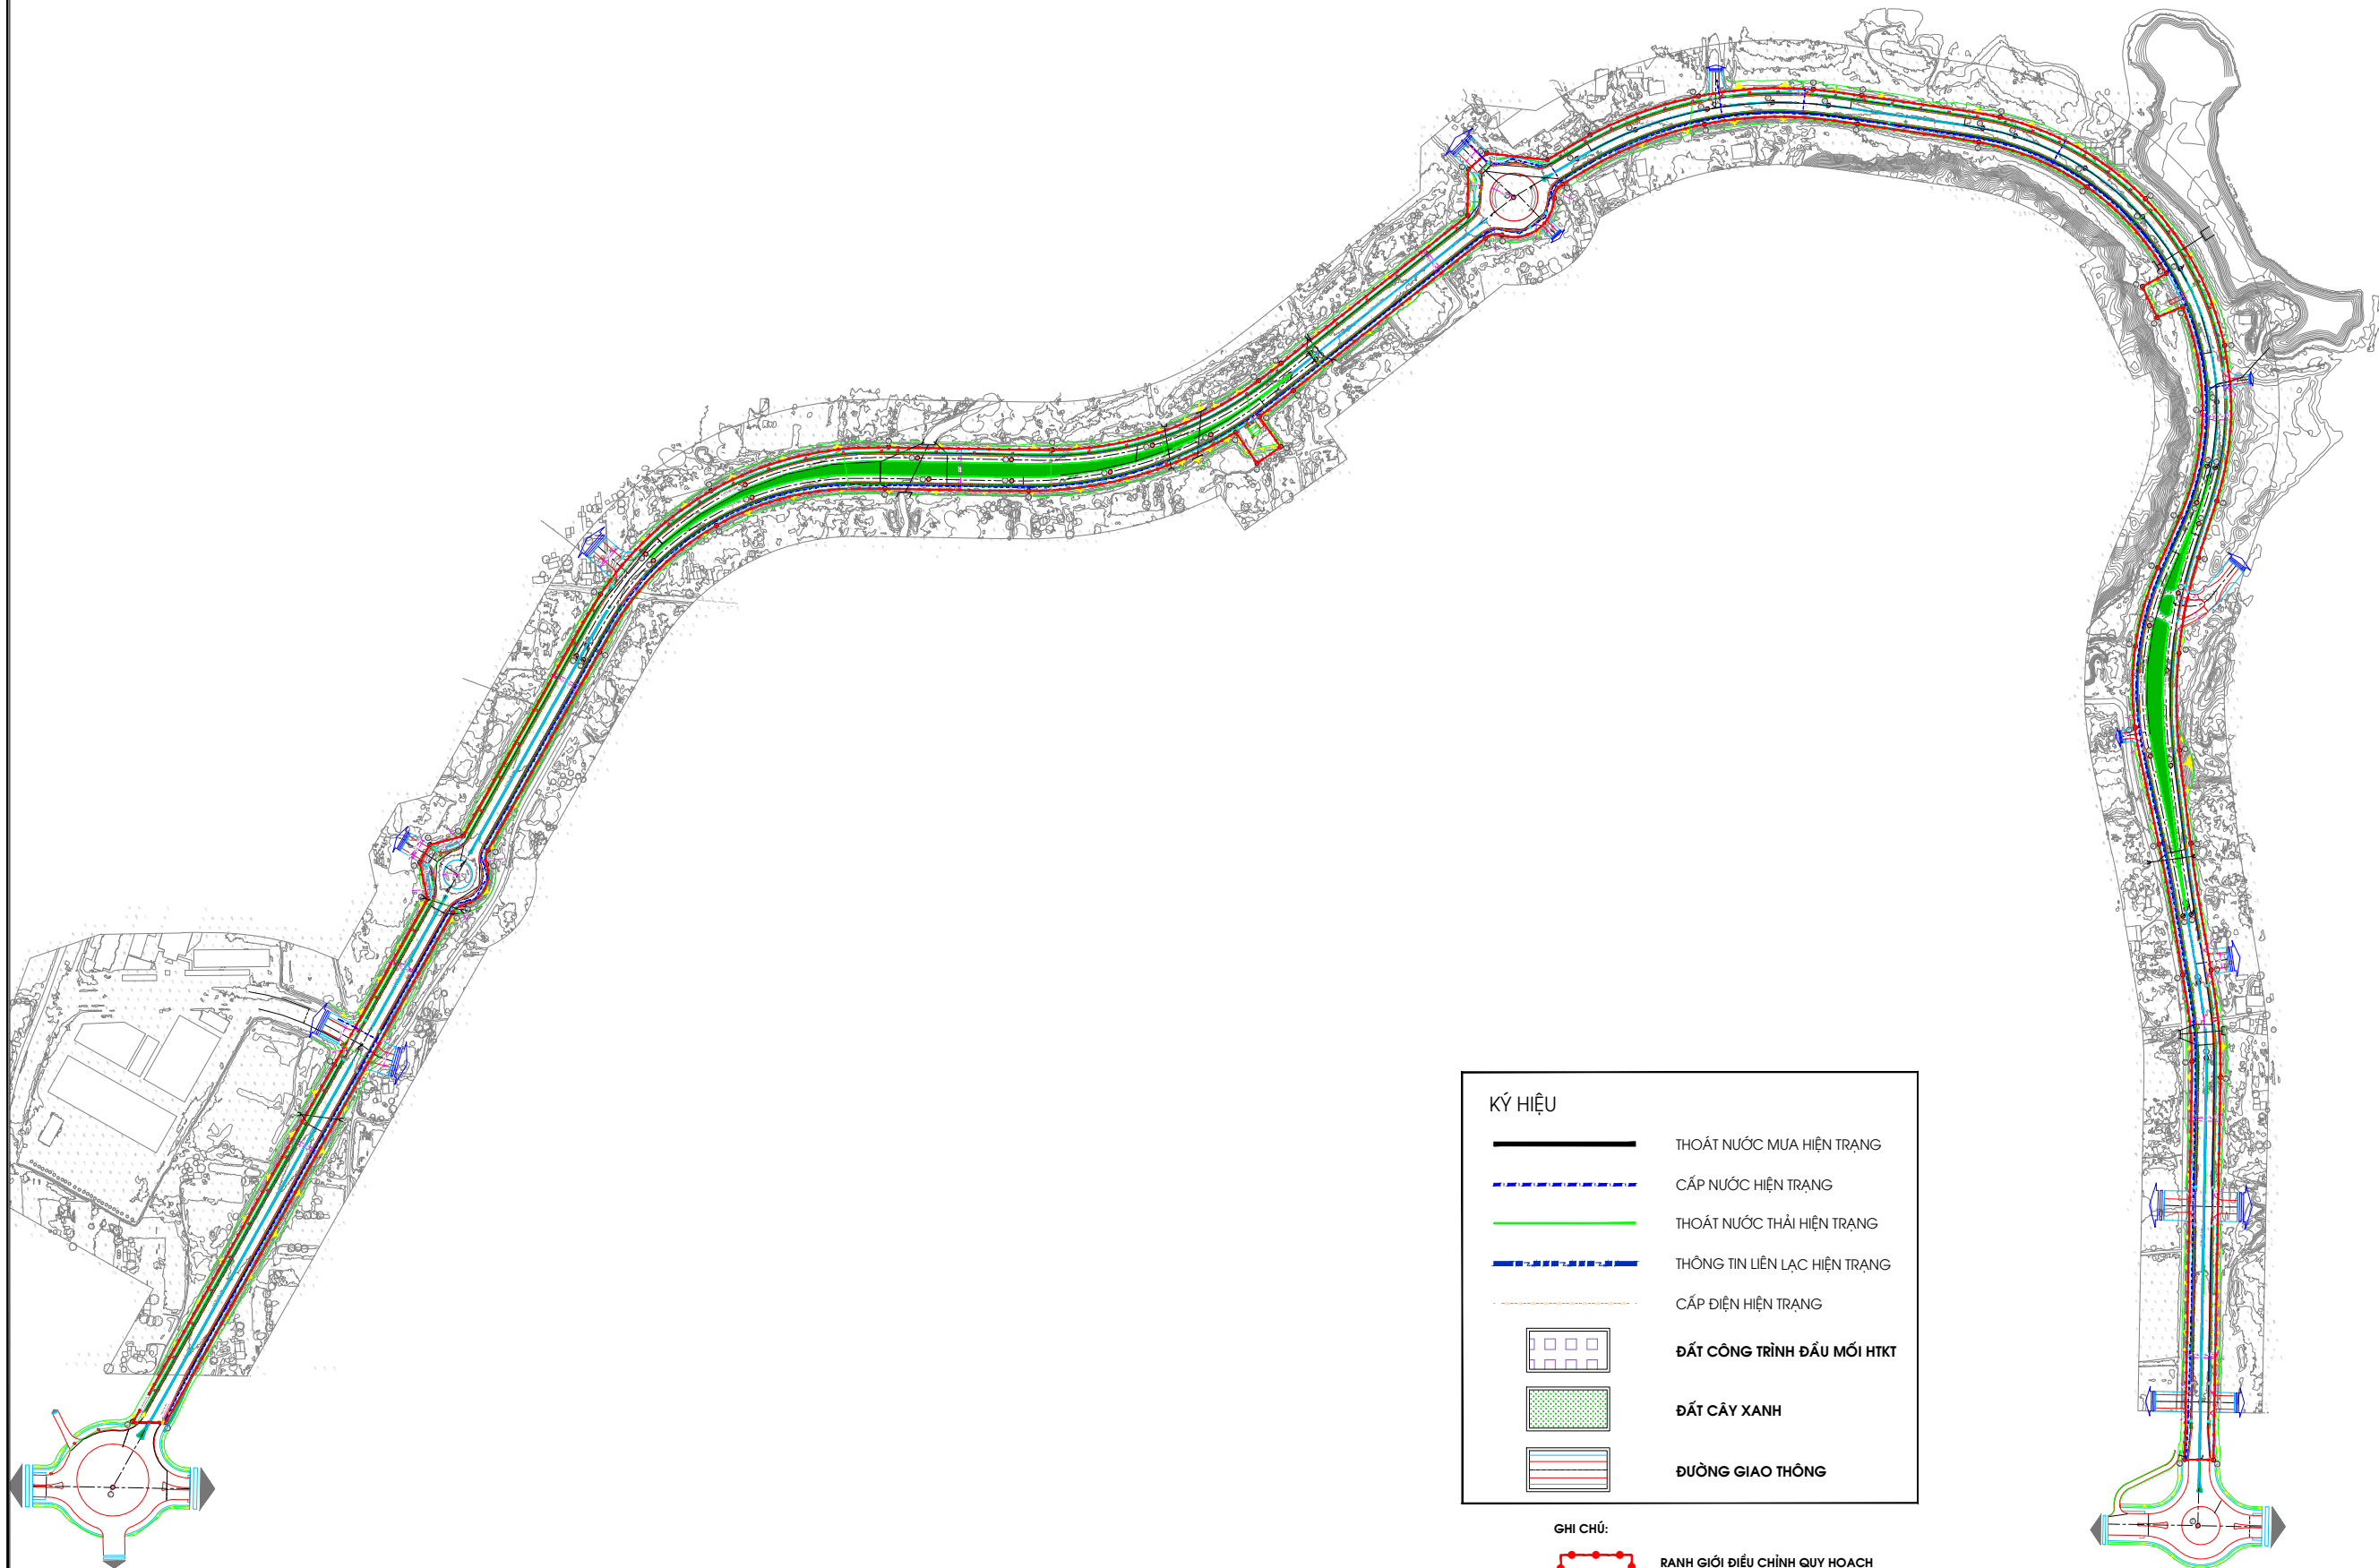 KÝ HIỆU
THOÁT NƯỚC MƯA HIỆN TRẠNG
CẤP NƯỚC HIỆN TRẠNG
THOÁT NƯỚC THẢI HIỆN TRẠNG
THÔNG TIN LIÊN LẠC HIỆN TRẠNG
CẤP ĐIỆN HIỆN TRẠNG
ĐẤT CÔNG TRÌNH ĐẦU MỐI HTKT
ĐẤT CÂY XANH
ĐƯỜNG GIAO THÔNG
GHI CHÚ:
RANH GIỚI ĐIỀU CHỈNH QUY HOẠCH